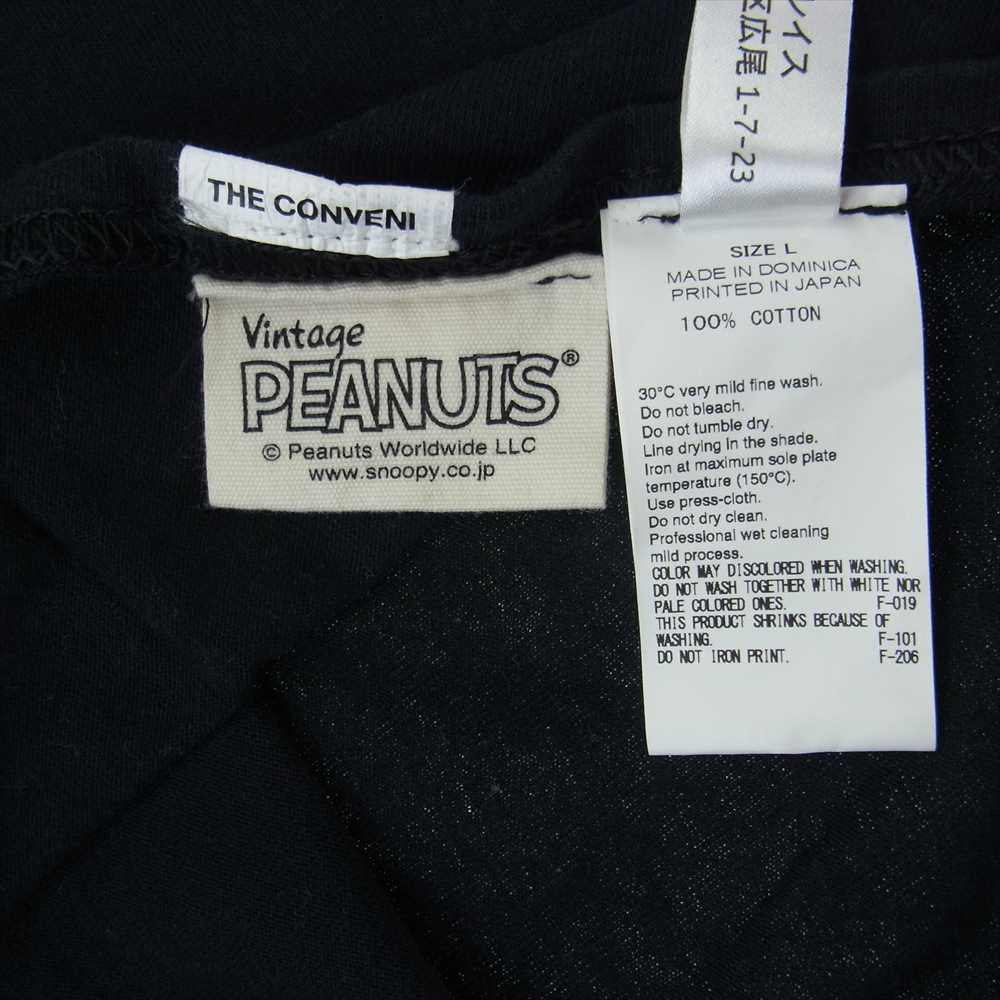 レイス
区広尾 1-7-23
THE CONVENI
Vintage
PEANUTS®
© Peanuts Worldwide LLC
www.snoopy.co.jp
SIZE L
MADE IN DOMINICA
PRINTED IN JAPAN
100% COTTON
30°C very mild fine wash.
Do not bleach.
Do not tumble dry.
Line drying in the shade.
Iron at maximum sole plate
temperature (150°C).
Use press-cloth.
Do not dry clean.
Professional wet cleaning
mild process.
COLOR MAY DISCOLORED WHEN WASHING.
DO NOT WASH TOGETHER WITH WHITE NOR
PALE COLORED ONES. F-019
THIS PRODUCT SHRINKS BECAUSE OF
WASHING. F-101
DO NOT IRON PRINT. F-206